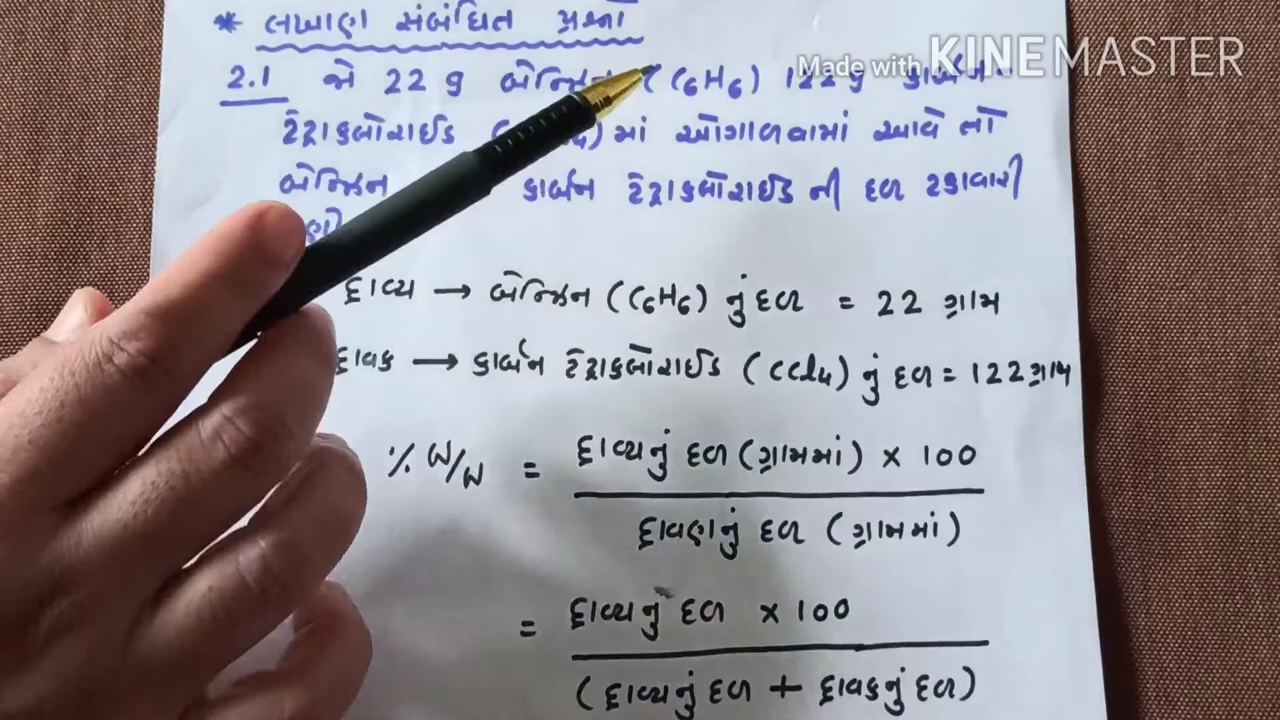 * લખાણ સંબંધિત પ્રશ્નો
Made with KINEMASTER
2.1 જો 22 g બેન્ઝિન (C6H6) 122 g કાર્બન
ટેટ્રાક્લોરાઈડ માં ઓગાળવામાં આવે તો
બેન્ઝિન કાર્બન ટેટ્રાક્લોરાઈડ ની દળ ટકાવારી
દ્રાવ્ય → બેન્ઝિન (C6H6) નું દળ = 22 ગ્રામ
દ્રાવક → કાર્બન ટેટ્રાક્લોરાઈડ (CCl4) નું દળ = 122 ગ્રામ
% W/W = દ્રાવ્યનું દળ (ગ્રામમાં) x 100
દ્રાવણનું દળ (ગ્રામમાં)
= દ્રાવ્યનું દળ x 100
(દ્રાવ્યનું દળ + દ્રાવકનું દળ)